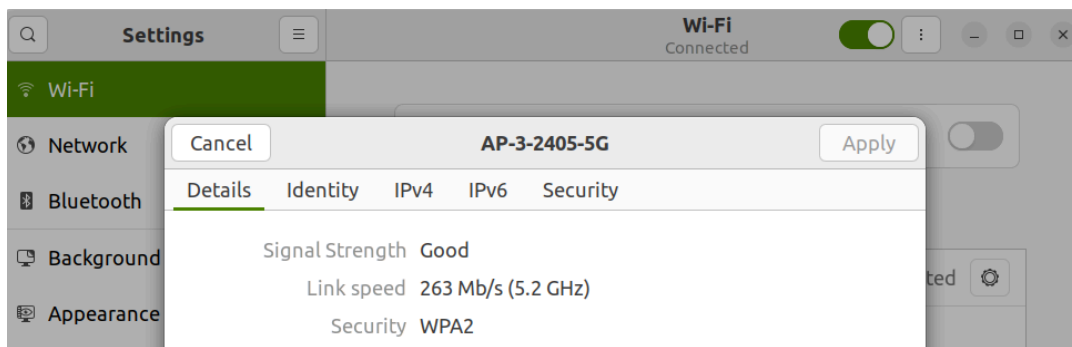 Settings
Wi-Fi
Connected
Wi-Fi
Network
Bluetooth
Background
Appearance
Cancel
AP-3-2405-5G
Apply
Details Identity IPv4 IPv6 Security
Signal Strength Good
Link speed 263 Mb/s (5.2 GHz)
Security WPA2
ted